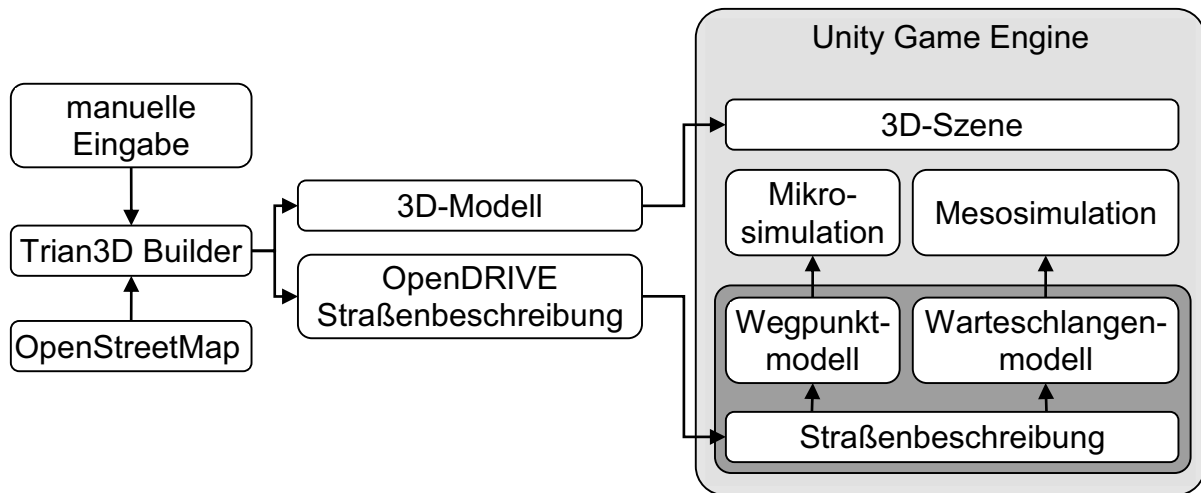 Unity Game Engine
manuelle
Eingabe
3D-Szene
3D-Modell
Mikro-
simulation
Mesosimulation
Trian3D Builder
OpenDRIVE
Straßenbeschreibung
OpenStreetMap
Wegpunkt-
modell
Warteschlangen-
modell
Straßenbeschreibung